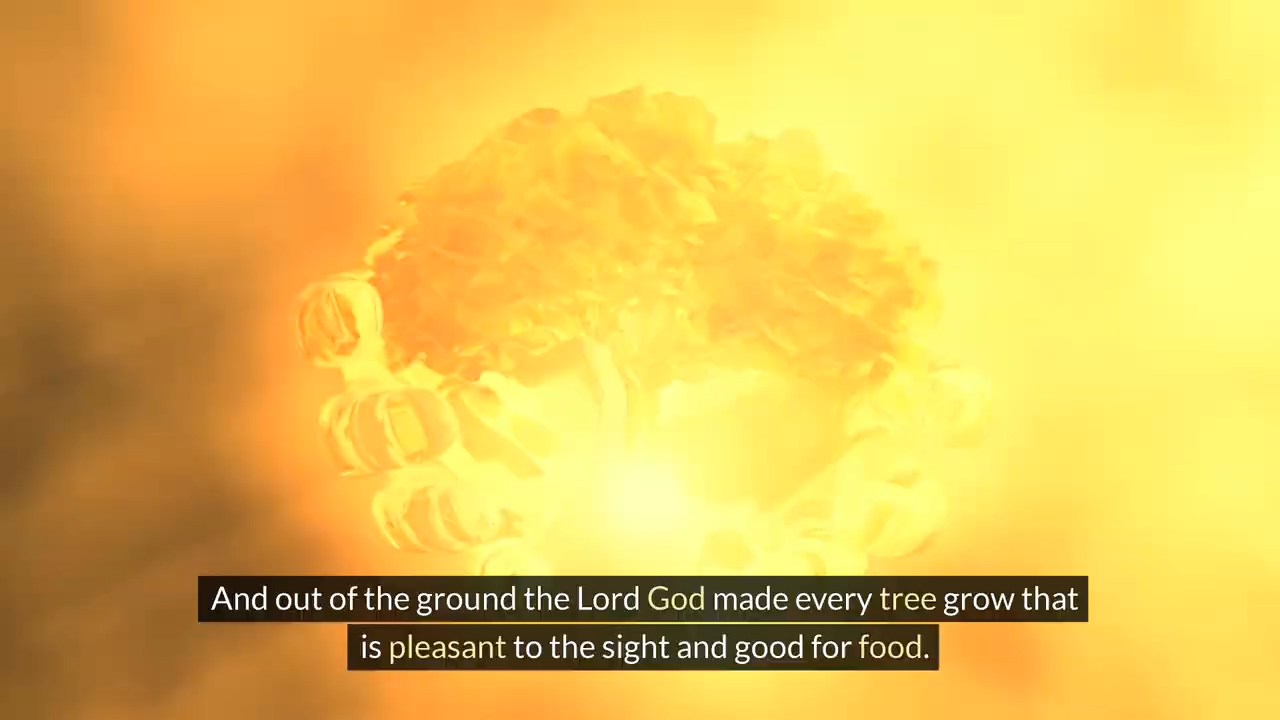 And out of the ground the Lord God made every tree grow that
is pleasant to the sight and good for food.